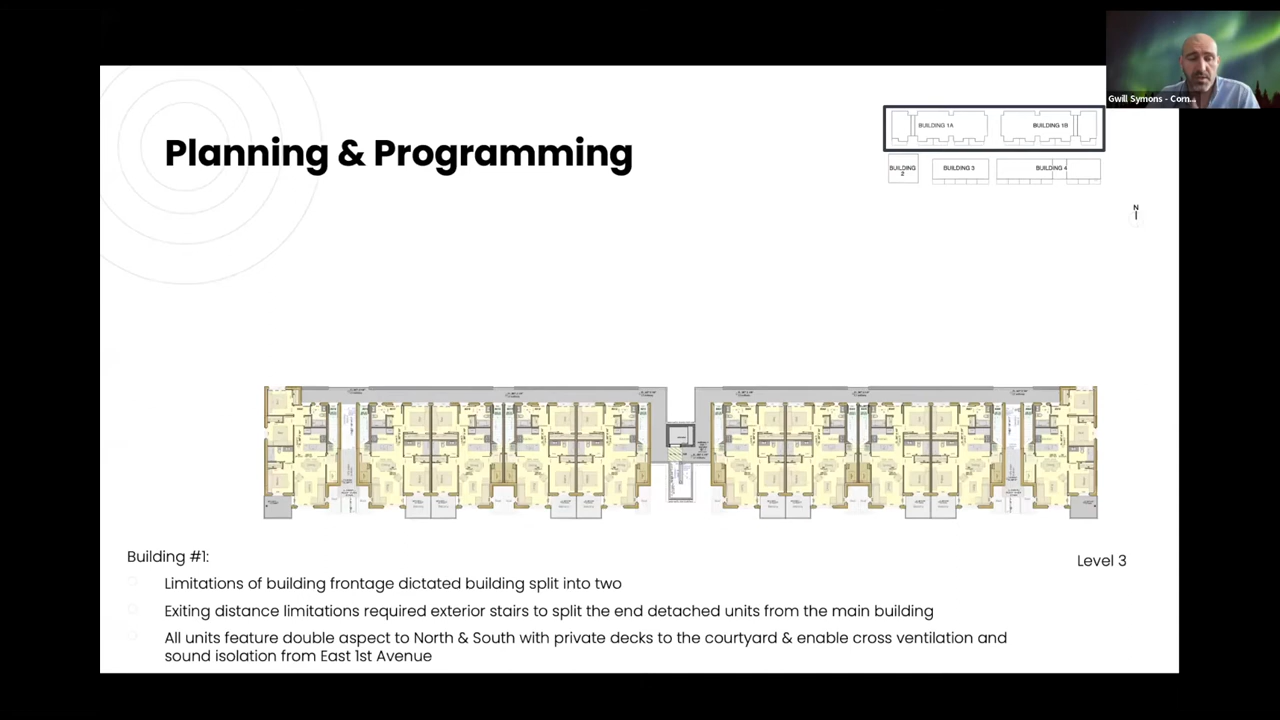 Gwill Symons - Com...
Planning & Programming
BUILDING 1A
BUILDING 1B
BUILDING 2
BUILDING 3
BUILDING 4
N
Building #1:
Level 3
Limitations of building frontage dictated building split into two
Exiting distance limitations required exterior stairs to split the end detached units from the main building
All units feature double aspect to North & South with private decks to the courtyard & enable cross ventilation and
sound isolation from East 1st Avenue